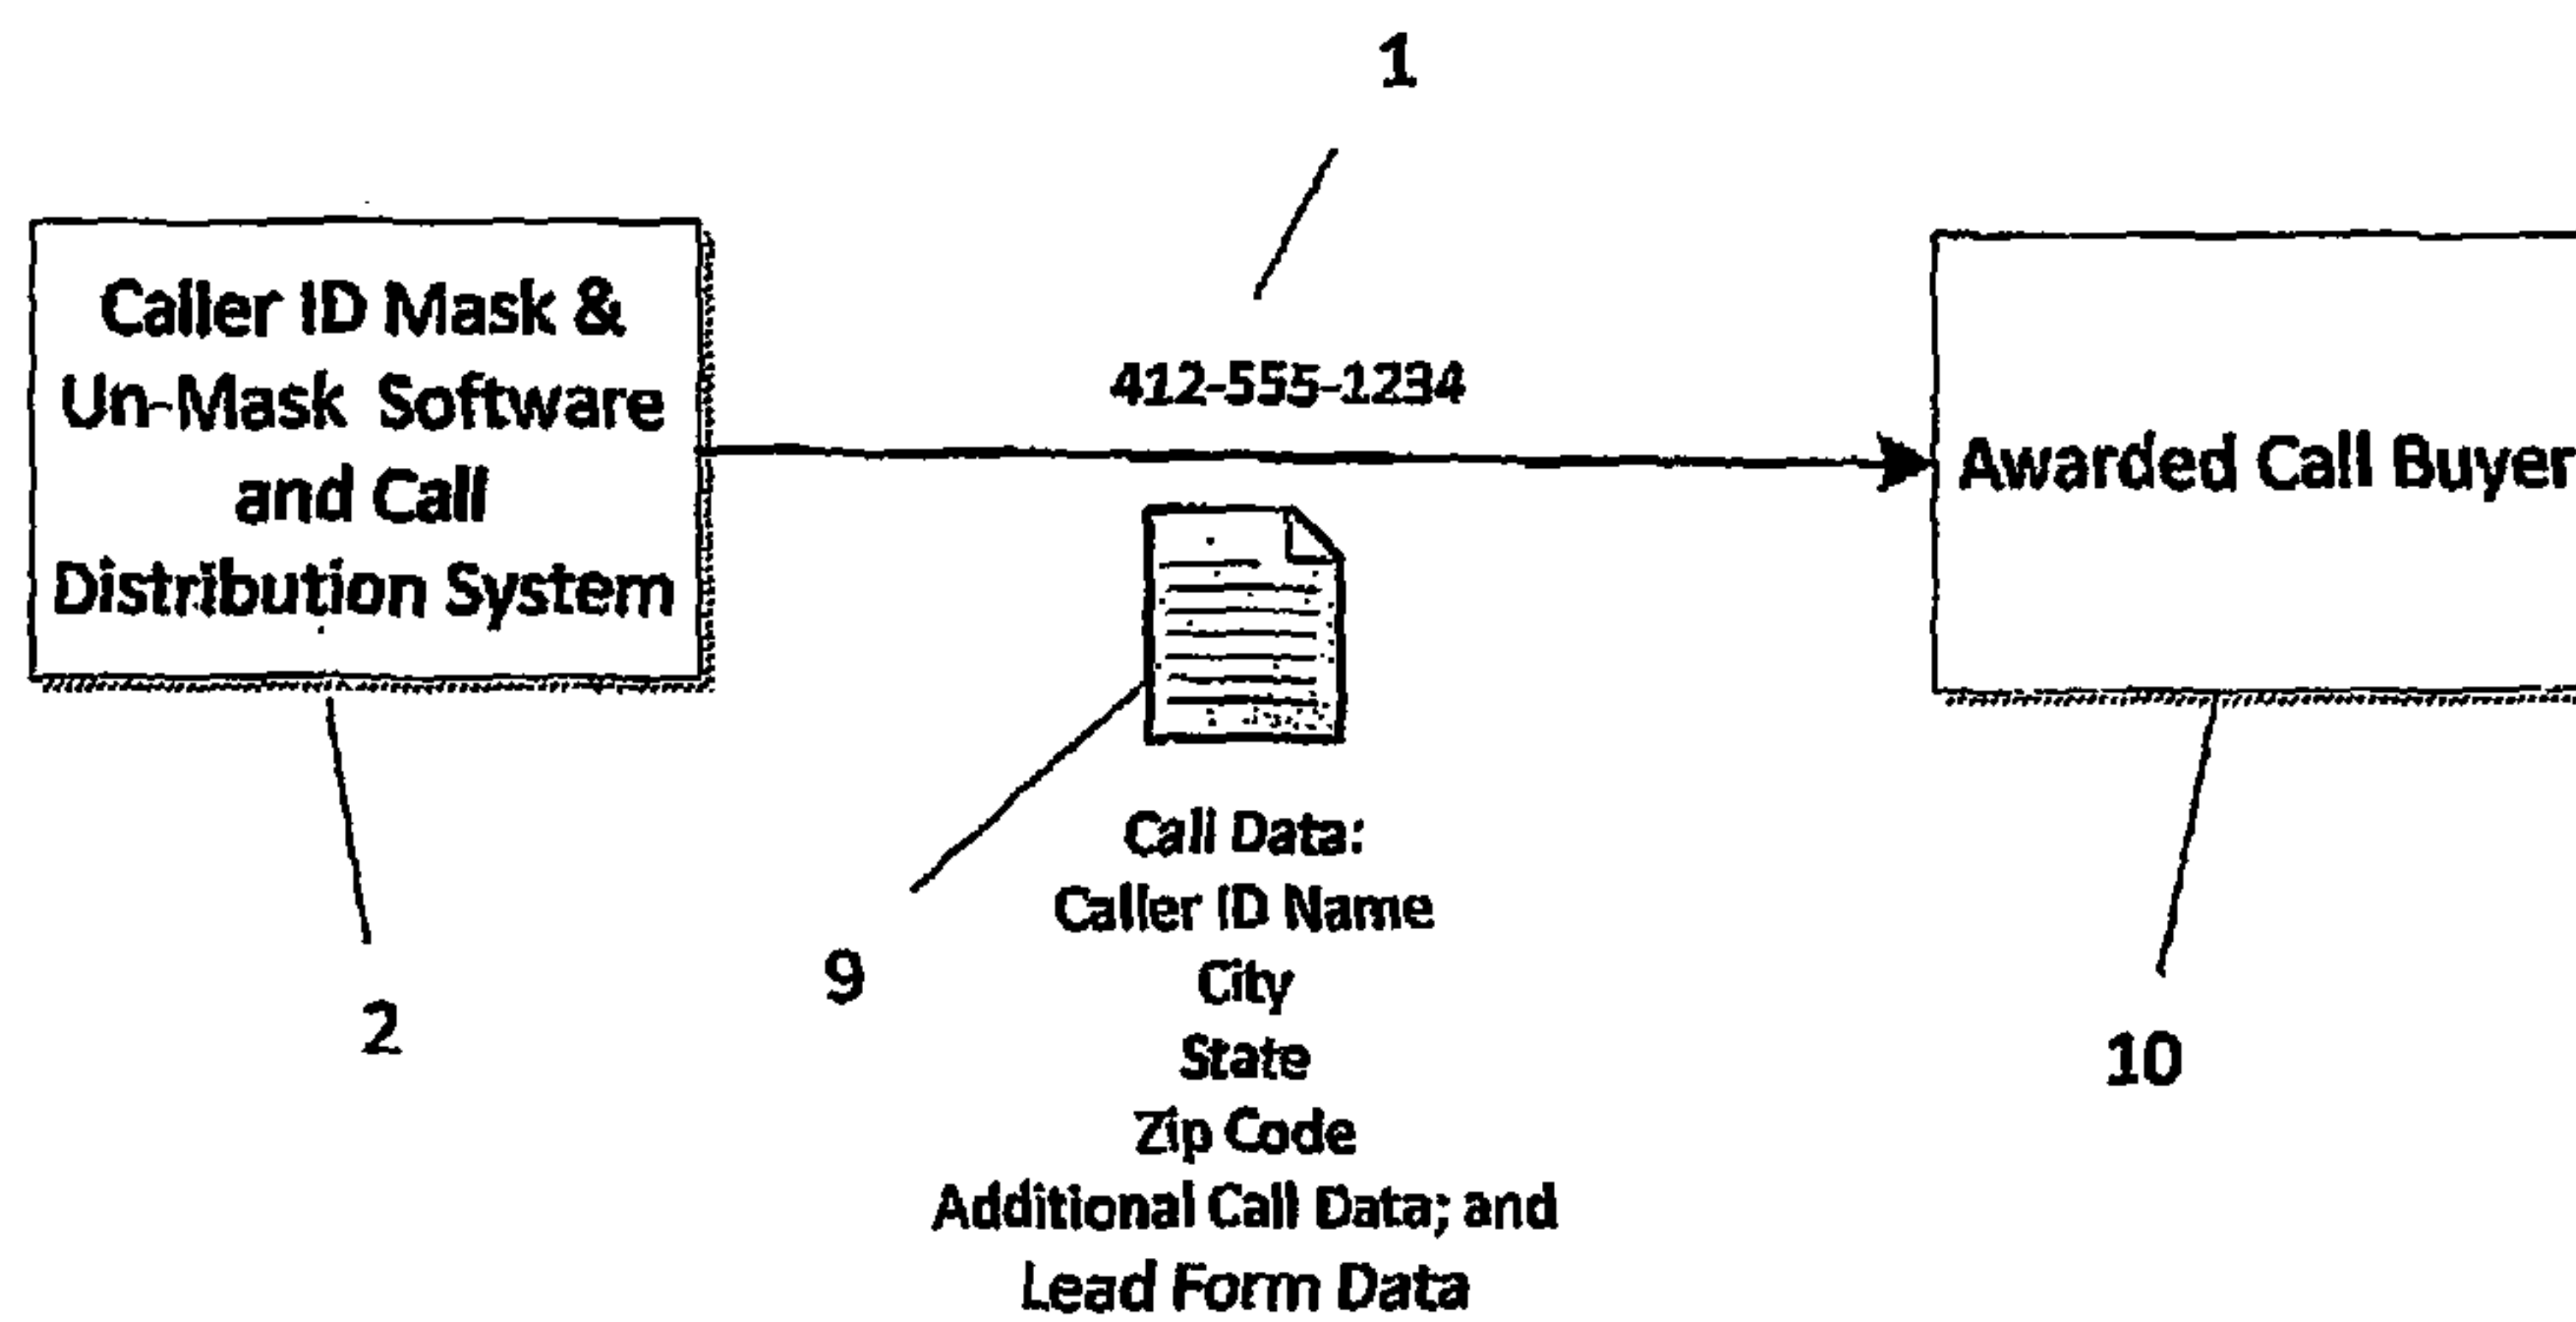 1
Caller ID Mask &
Un-Mask Software
and Call
Distribution System
412-555-1234
Awarded Call Buyer
Call Data:
Caller ID Name
City
State
Zip Code
Additional Call Data; and
Lead Form Data
2
9
10